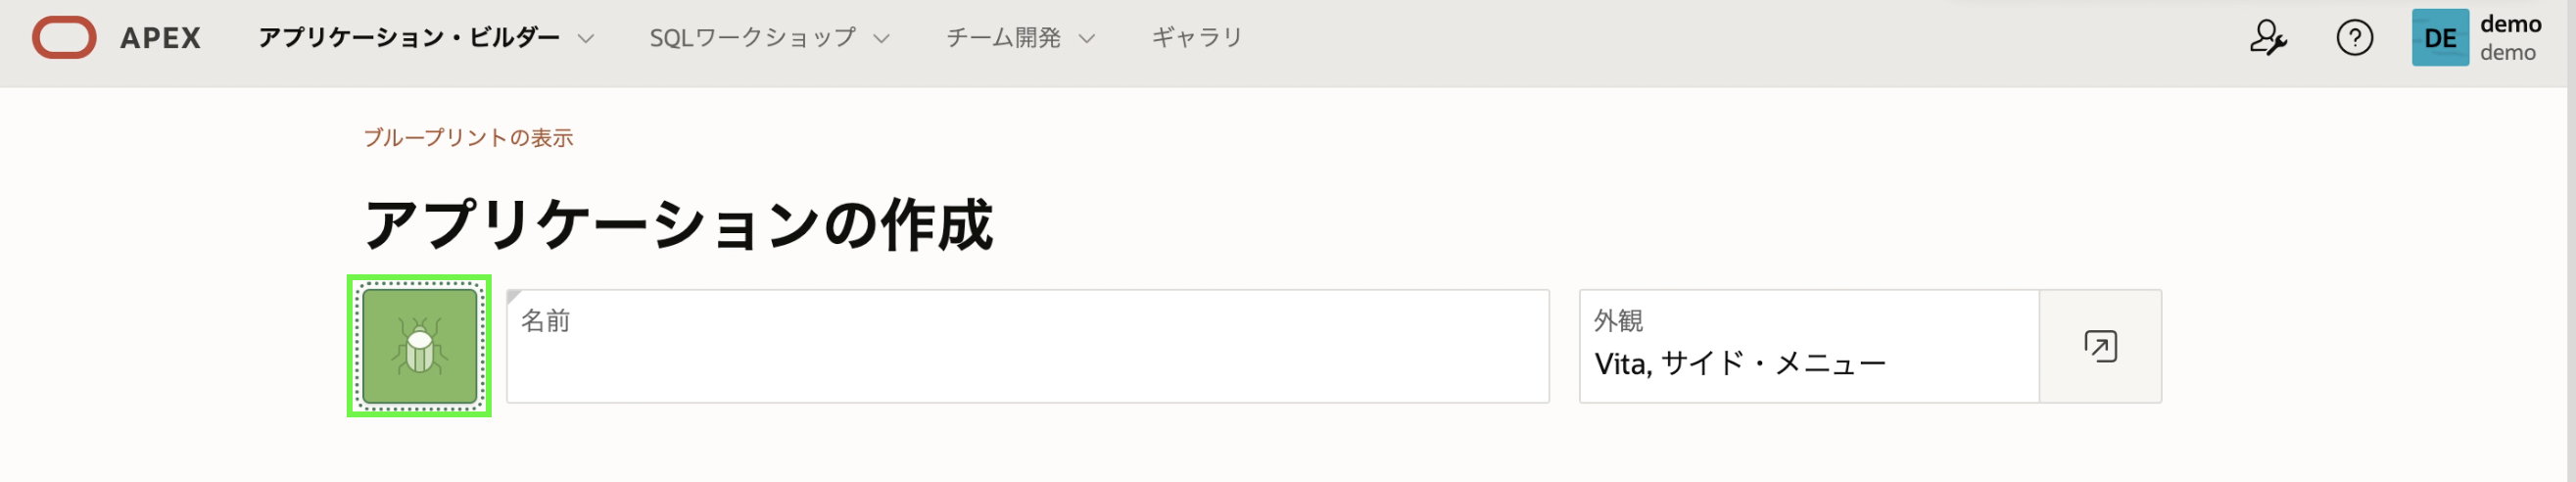 APEX アプリケーション・ビルダー SQLワークショップ チーム開発 ギャラリ ? DE demo
demo
ブループリントの表示
アプリケーションの作成
名前
外観
Vita, サイド・メニュー